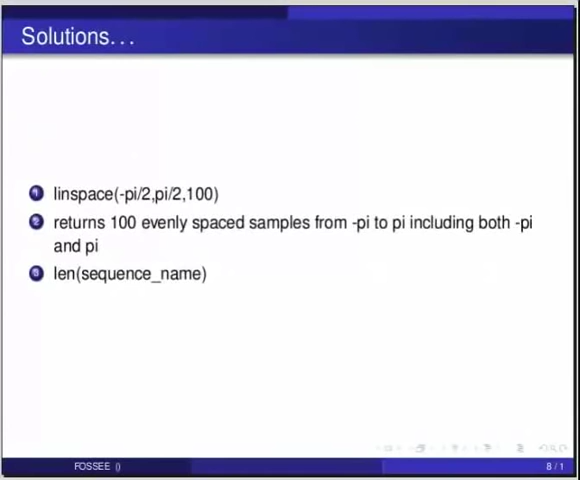 Solutions...
1 linspace(-pi/2,pi/2,100)
2 returns 100 evenly spaced samples from -pi to pi including both -pi
and pi
3 len(sequence_name)
FOSSEE ()
8 / 1